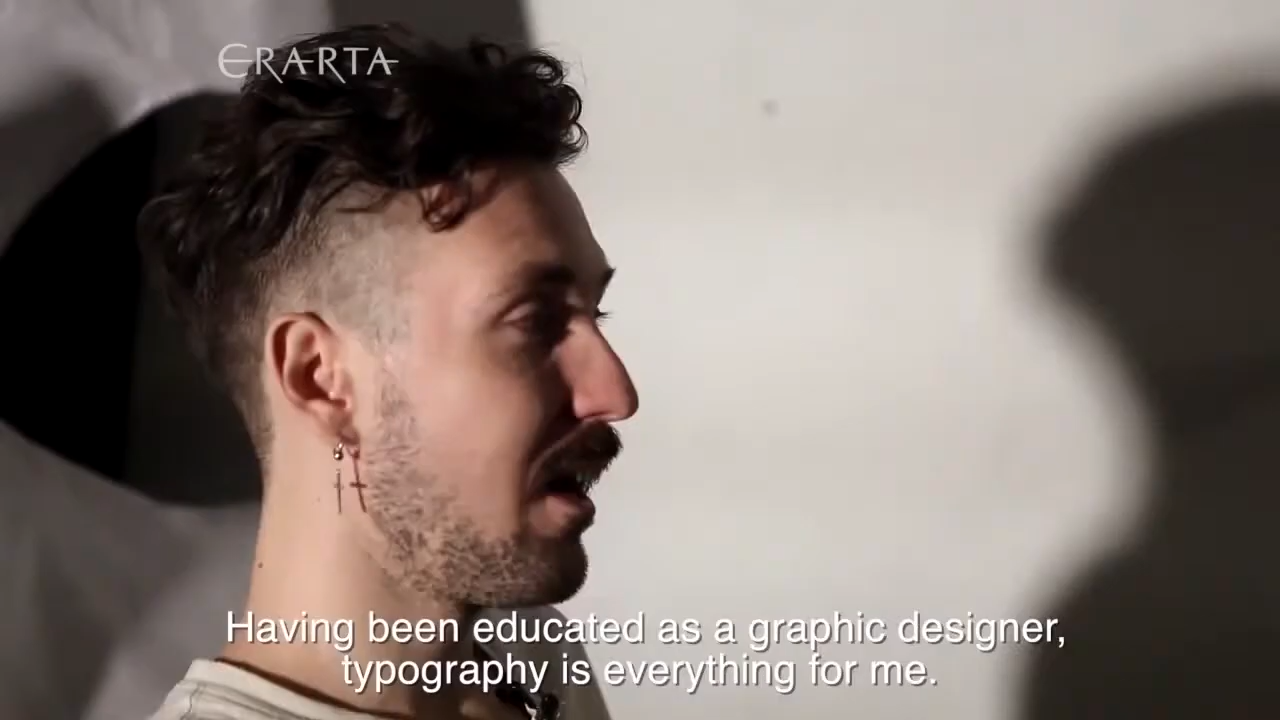 ERARTA
Having been educated as a graphic designer,
typography is everything for me.